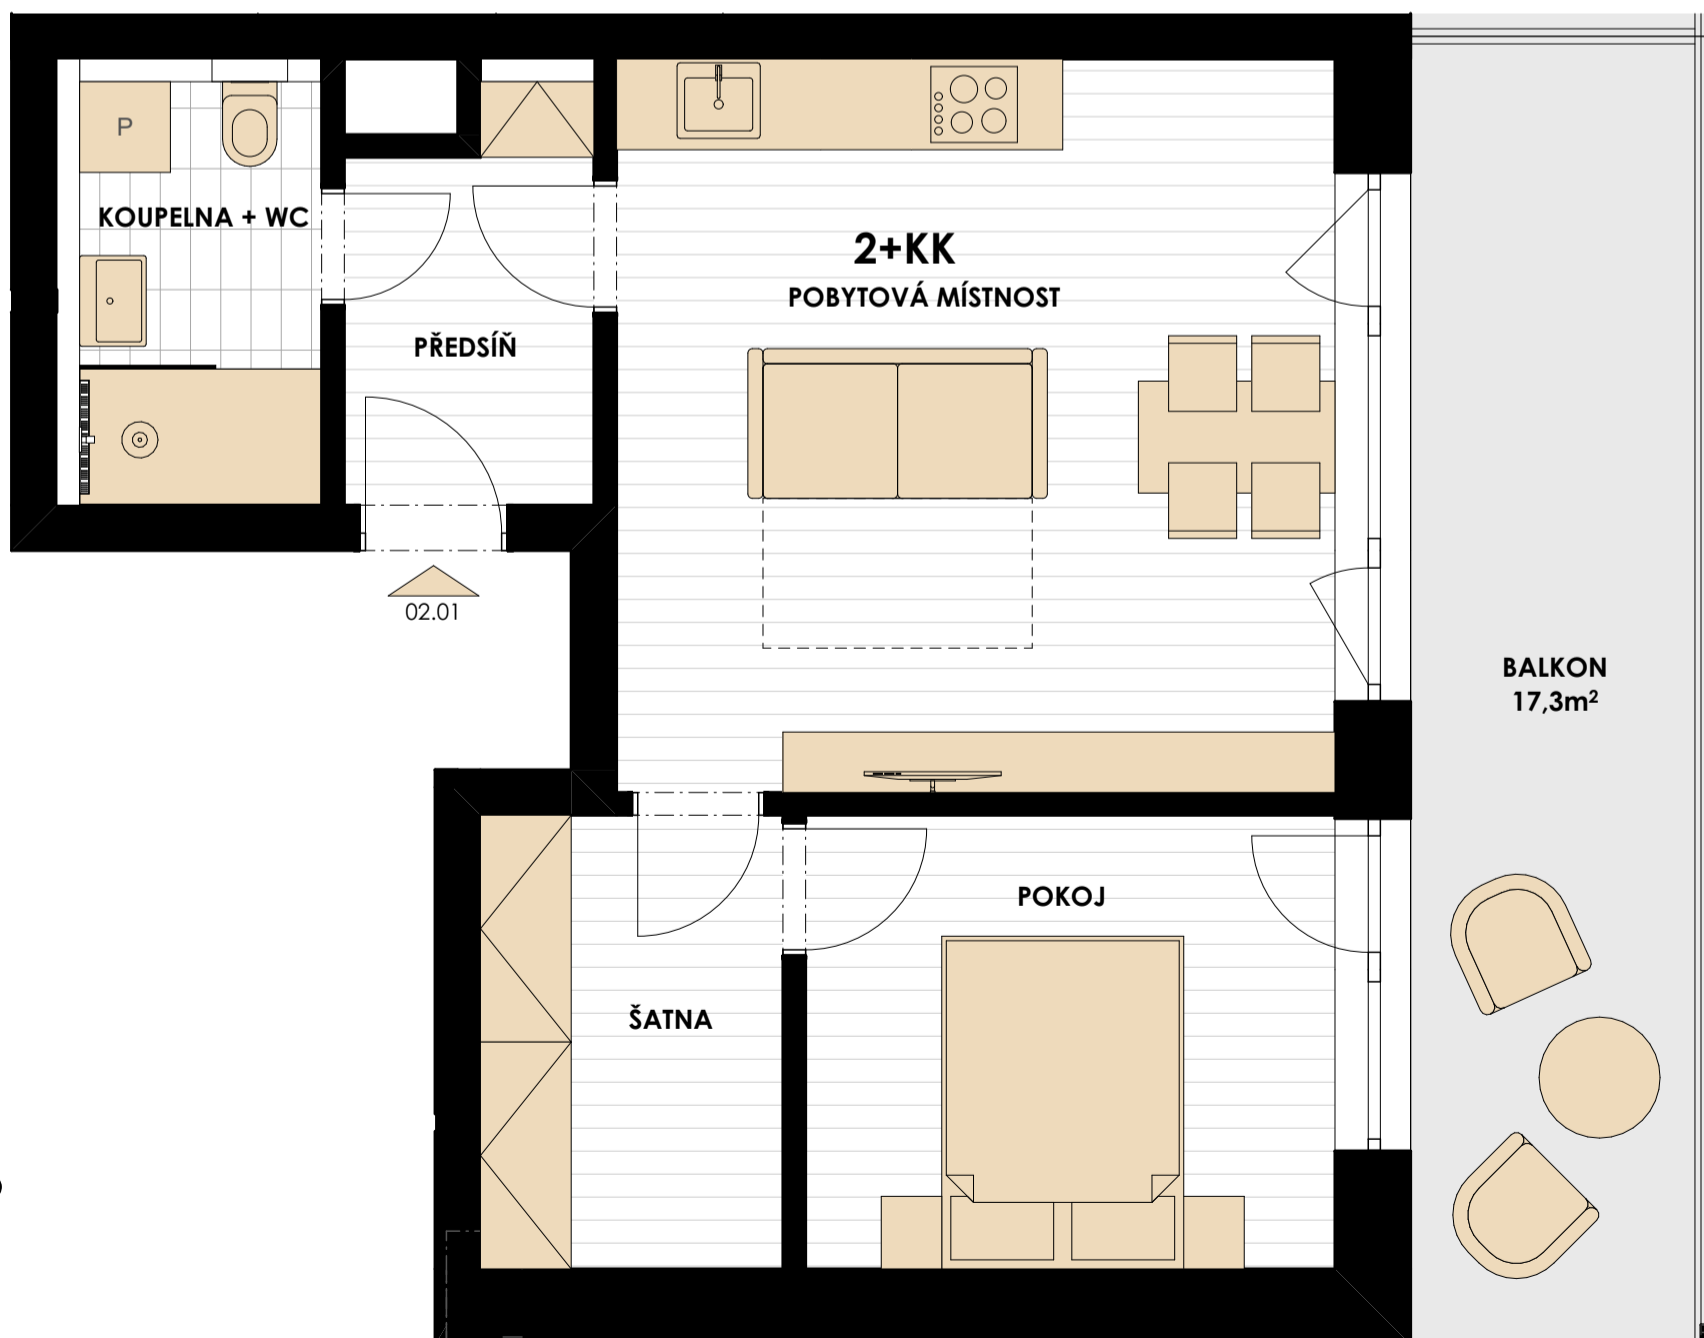 P
KOUPELNA + WC
2+KK
POBYTOVÁ MÍSTNOST
PŘEDSÍŇ
02.01
BALKON
17,3m²
POKOJ
ŠATNA